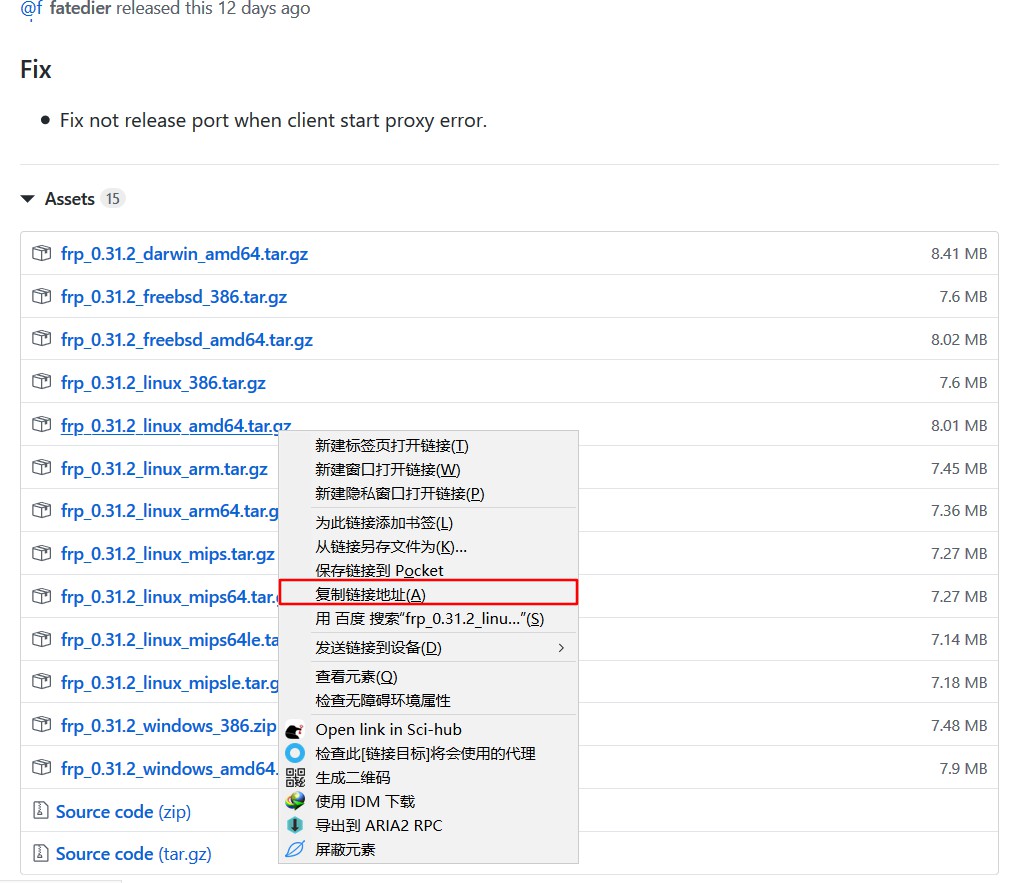 @f fatedier released this 12 days ago
Fix
Fix not release port when client start proxy error.
Assets 15
frp_0.31.2_darwin_amd64.tar.gz 8.41 MB
frp_0.31.2_freebsd_386.tar.gz 7.6 MB
frp_0.31.2_freebsd_amd64.tar.gz 8.02 MB
frp_0.31.2_linux_386.tar.gz 7.6 MB
frp_0.31.2_linux_amd64.tar.gz 8.01 MB
frp_0.31.2_linux_arm.tar.gz 7.45 MB
frp_0.31.2_linux_arm64.tar.g 7.36 MB
frp_0.31.2_linux_mips.tar.gz 7.27 MB
frp_0.31.2_linux_mips64.tar. 7.27 MB
frp_0.31.2_linux_mips64le.ta 7.14 MB
frp_0.31.2_linux_mipsle.tar.g 7.18 MB
frp_0.31.2_windows_386.zip 7.48 MB
frp_0.31.2_windows_amd64. 7.9 MB
Source code (zip)
Source code (tar.gz)
新建标签页打开链接(T)
新建窗口打开链接(W)
新建隐私窗口打开链接(P)
为此链接添加书签(L)
从链接另存文件为(K)...
保存链接到 Pocket
复制链接地址(A)
用 百度 搜索“frp_0.31.2_linu...”(S)
发送链接到设备(D)
查看元素(Q)
检查无障碍环境属性
Open link in Sci-hub
检查此[链接目标]将会使用的代理
生成二维码
使用 IDM 下载
导出到 ARIA2 RPC
屏蔽元素